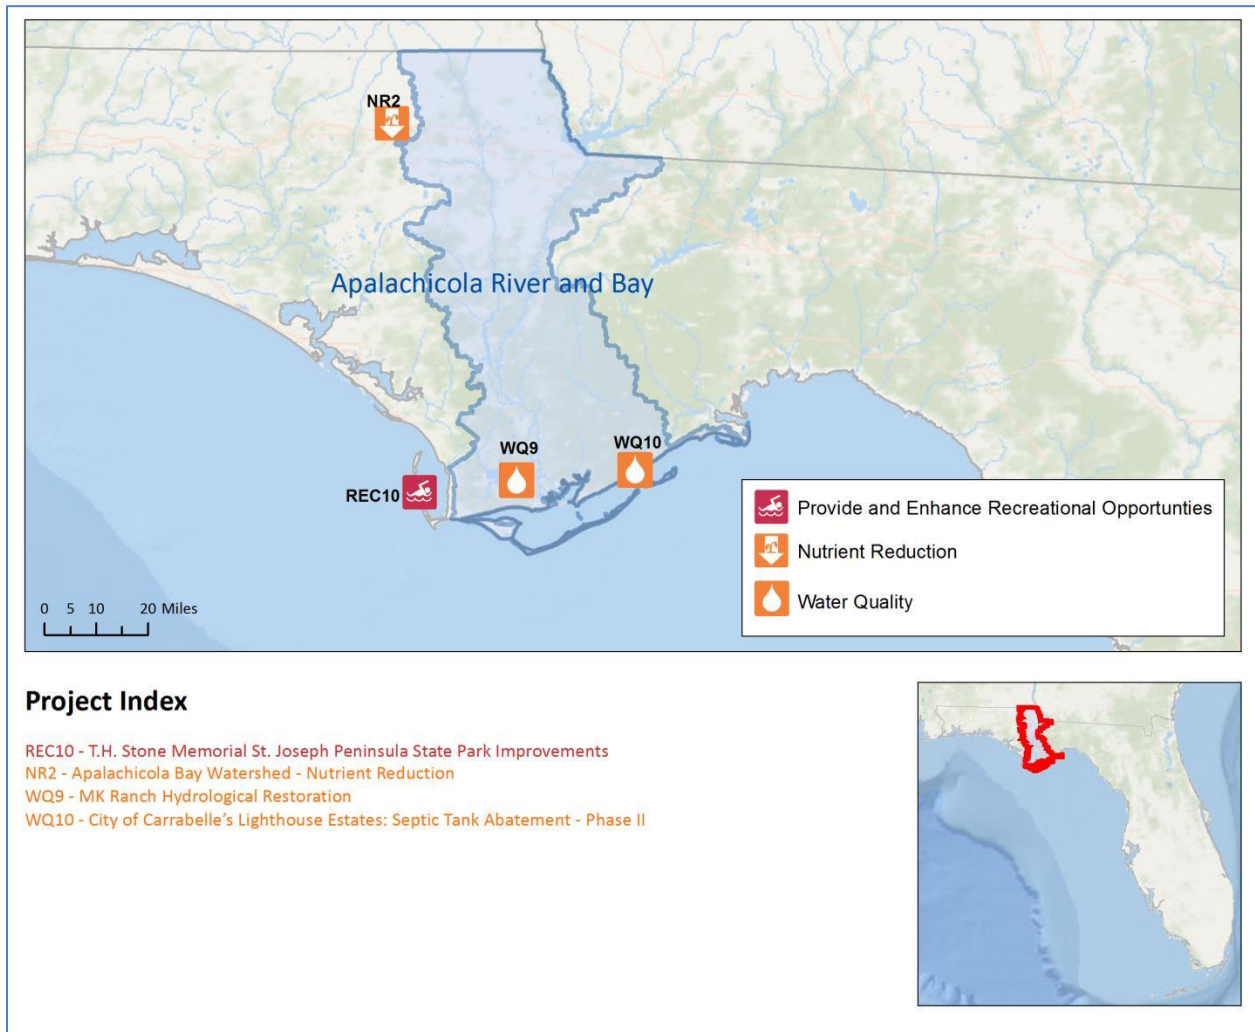 NR2
Apalachicola River and Bay
WQ9
WQ10
REC10
Provide and Enhance Recreational Opportunties
Nutrient Reduction
Water Quality
0 5 10 20 Miles
Project Index
REC10 - T.H. Stone Memorial St. Joseph Peninsula State Park Improvements
NR2 - Apalachicola Bay Watershed - Nutrient Reduction
WQ9 - MK Ranch Hydrological Restoration
WQ10 - City of Carrabelle’s Lighthouse Estates: Septic Tank Abatement - Phase II